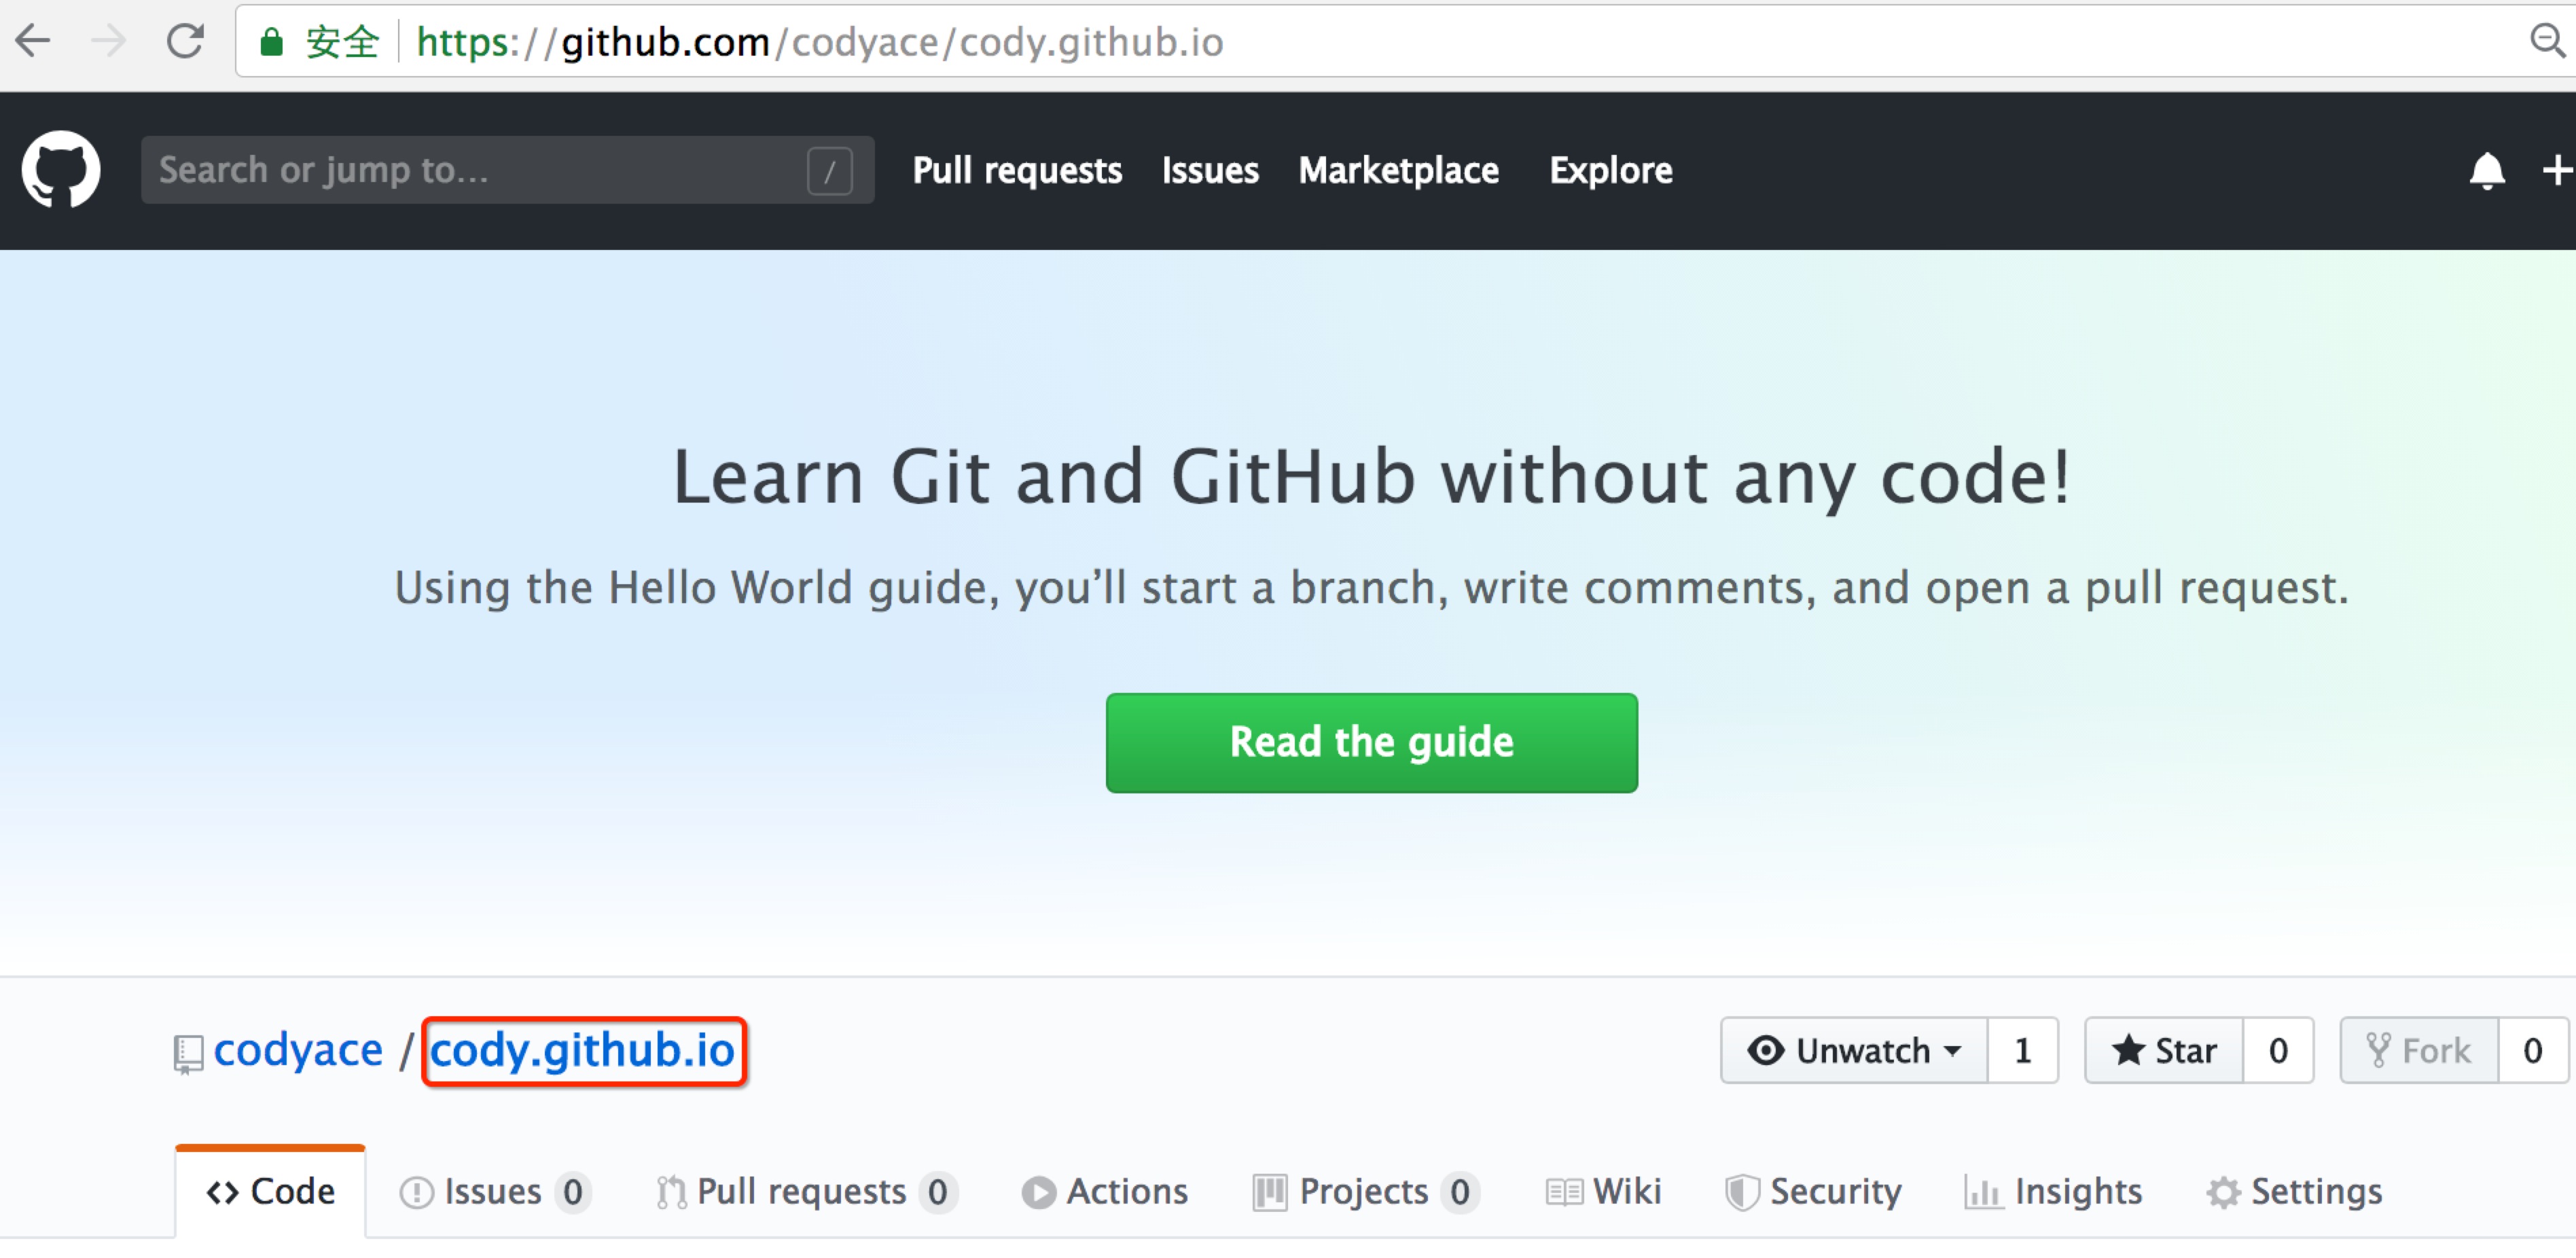 安全 https://github.com/codyace/cody.github.io
Search or jump to... / Pull requests Issues Marketplace Explore
Learn Git and GitHub without any code!
Using the Hello World guide, you’ll start a branch, write comments, and open a pull request.
Read the guide
codyace / cody.github.io Unwatch 1 Star 0 Fork 0
Code Issues 0 Pull requests 0 Actions Projects 0 Wiki Security Insights Settings